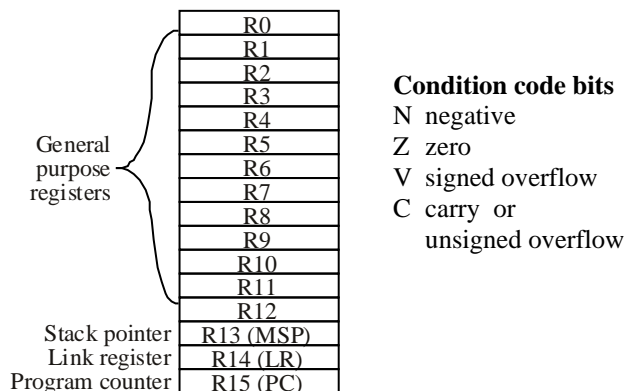 R0
R1
R2
R3
R4
R5
R6
R7
R8
R9
R10
R11
R12
General
purpose
registers
Stack pointer R13 (MSP)
Link register R14 (LR)
Program counter R15 (PC)
Condition code bits
N negative
Z zero
V signed overflow
C carry or
unsigned overflow